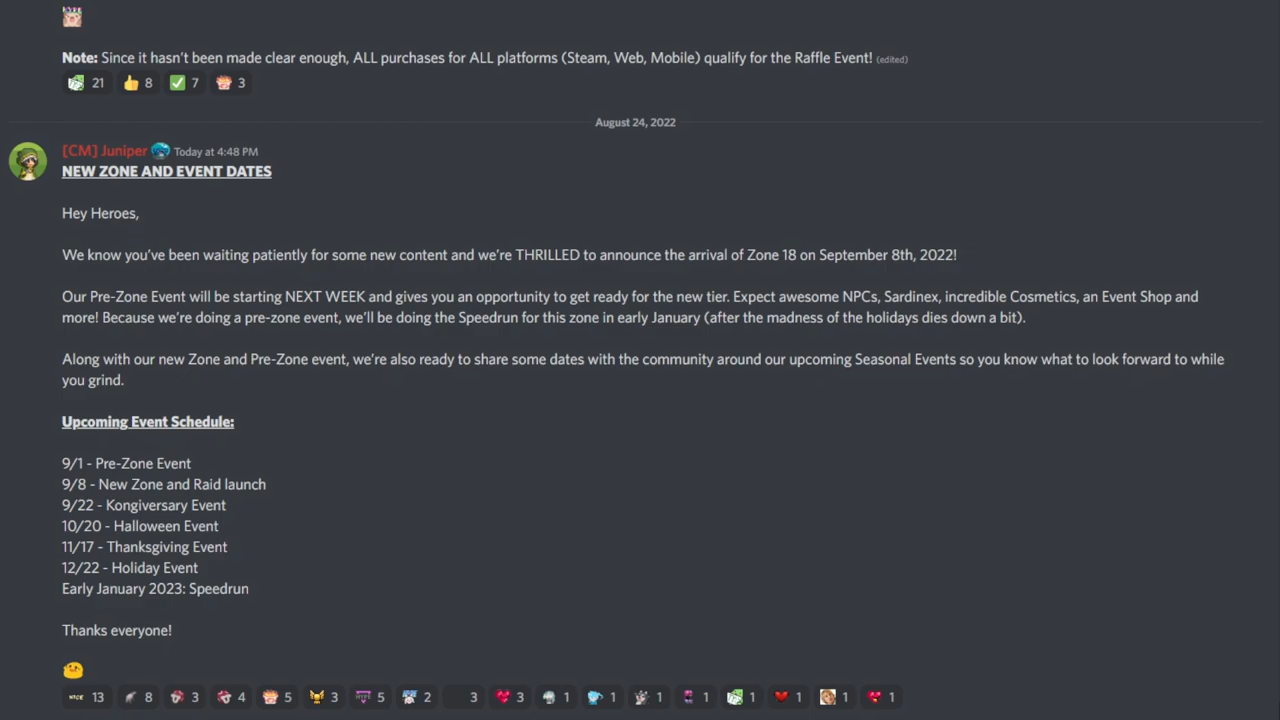 Note: Since it hasn't been made clear enough, ALL purchases for ALL platforms (Steam, Web, Mobile) qualify for the Raffle Event! (edited)
21 8 7 3
August 24, 2022
[CM] Juniper Today at 4:48 PM
NEW ZONE AND EVENT DATES
Hey Heroes,
We know you've been waiting patiently for some new content and we're THRILLED to announce the arrival of Zone 18 on September 8th, 2022!
Our Pre-Zone Event will be starting NEXT WEEK and gives you an opportunity to get ready for the new tier. Expect awesome NPCs, Sardinex, incredible Cosmetics, an Event Shop and
more! Because we're doing a pre-zone event, we'll be doing the Speedrun for this zone in early January (after the madness of the holidays dies down a bit).
Along with our new Zone and Pre-Zone event, we're also ready to share some dates with the community around our upcoming Seasonal Events so you know what to look forward to while
you grind.
Upcoming Event Schedule:
9/1 - Pre-Zone Event
9/8 - New Zone and Raid launch
9/22 - Kongiversary Event
10/20 - Halloween Event
11/17 - Thanksgiving Event
12/22 - Holiday Event
Early January 2023: Speedrun
Thanks everyone!
NICE 13 8 3 4 5 3 HYPE 5 2 3 3 1 1 1 1 1 1 1 1